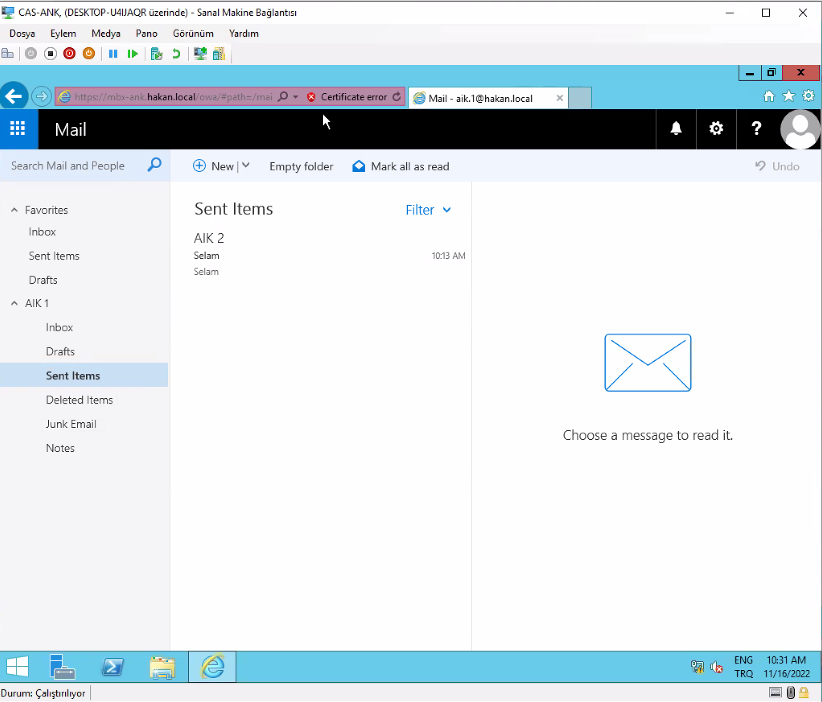 CAS-ANK, (DESKTOP-U4IJAQR üzerinde) - Sanal Makine Bağlantısı
Dosya Eylem Medya Pano Görünüm Yardım
https://mbx-ank.hakan.local/owa/#path=/mai Certificate error Mail - aik.1@hakan.local
Mail
Search Mail and People New Empty folder Mark all as read Undo
Favorites
Inbox
Sent Items
Drafts
AIK 1
Inbox
Drafts
Sent Items
Deleted Items
Junk Email
Notes
Sent Items Filter
AIK 2
Selam 10:13 AM
Selam
Choose a message to read it.
ENG 10:31 AM
TRQ 11/16/2022
Durum: Çalıştırılıyor